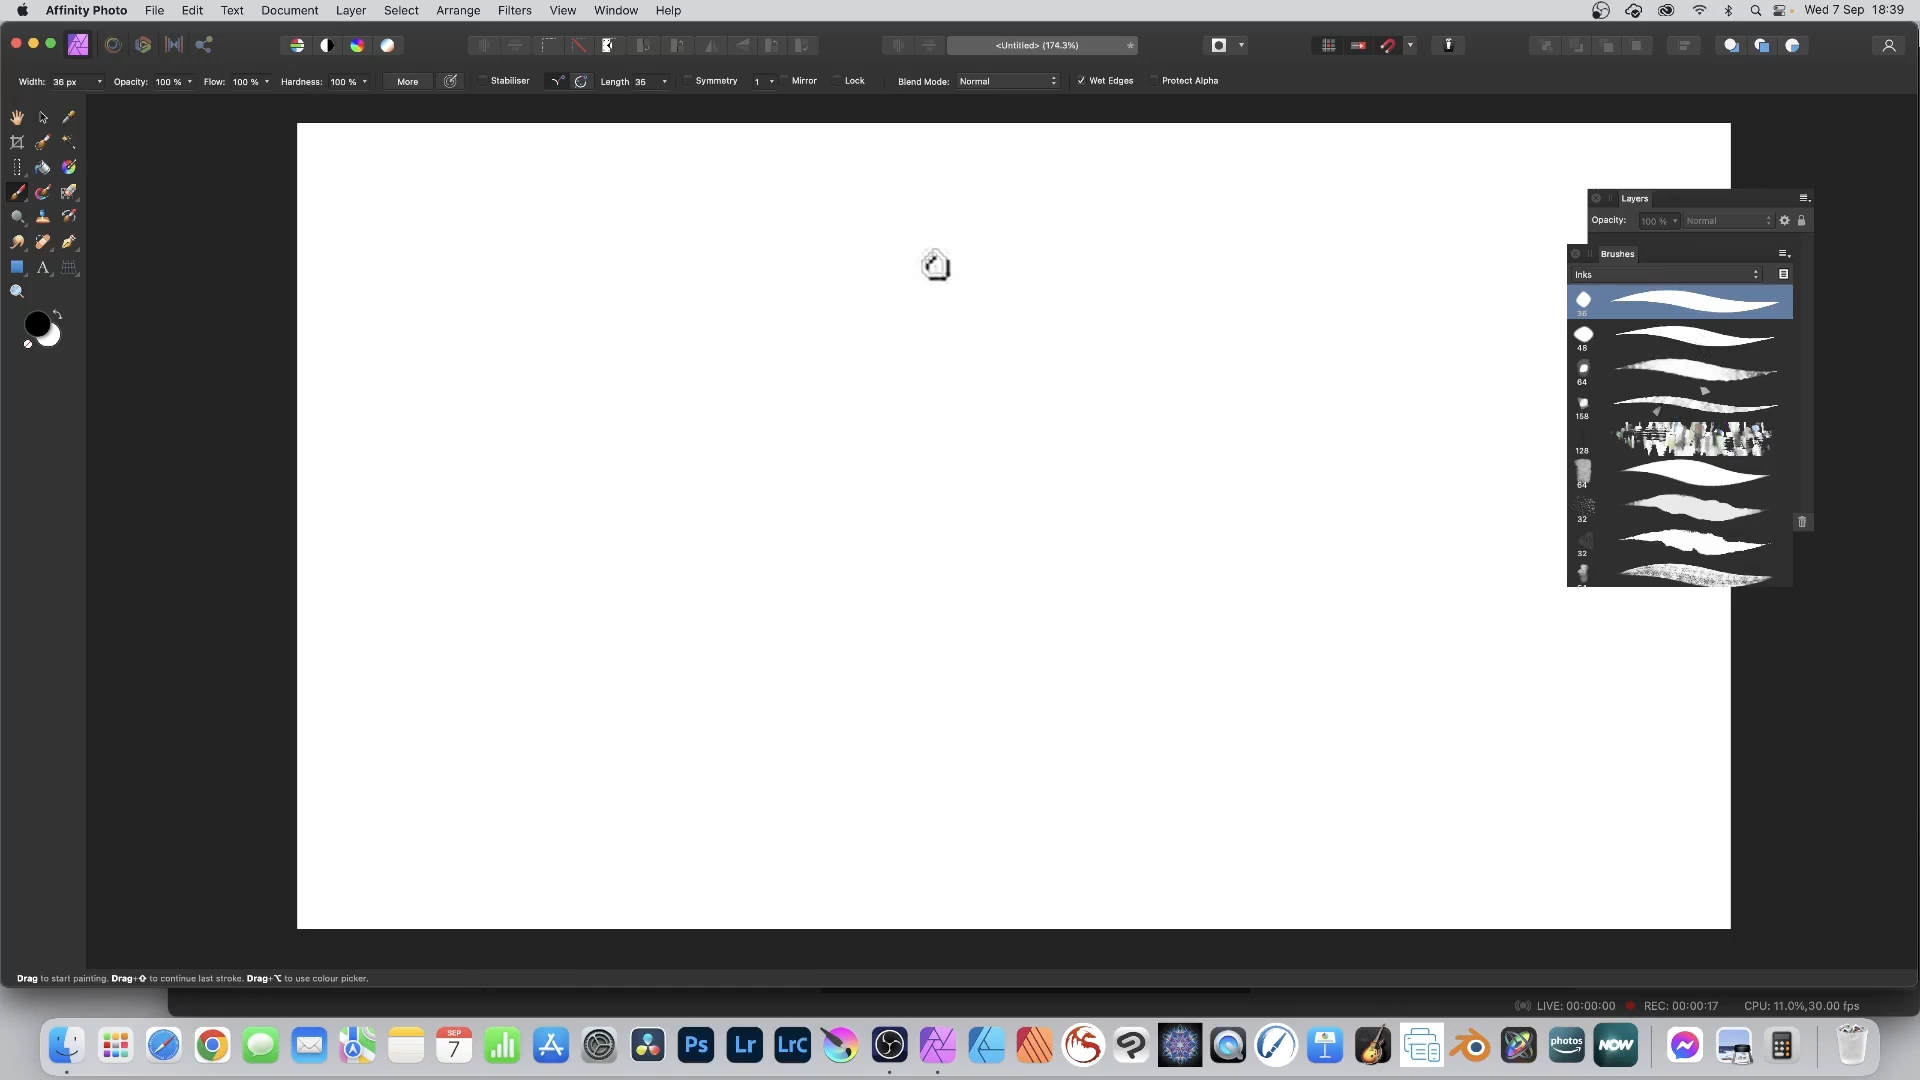 Affinity Photo File Edit Text Document Layer Select Arrange Filters View Window Help Wed 7 Sep 18:39
<Untitled> (174.3%) *
Width: 36 px Opacity: 100 % Flow: 100 % Hardness: 100 % More Stabiliser Length 35 Symmetry 1 Mirror Lock Blend Mode: Normal Wet Edges Protect Alpha
Layers
Opacity: 100 % Normal
Brushes
Inks
36
48
64
158
128
64
32
32
A
Drag to start painting. Drag+⇧ to continue last stroke. Drag+⌥ to use colour picker.
LIVE: 00:00:00 REC: 00:00:17 CPU: 11.0%,30.00 fps
SEP
7
Ps Lr LrC photos NOW